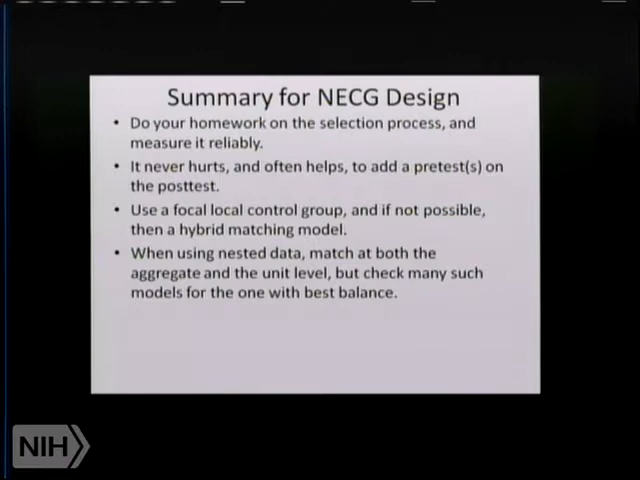 Summary for NECG Design
• Do your homework on the selection process, and
measure it reliably.
• It never hurts, and often helps, to add a pretest(s) on
the posttest.
• Use a focal local control group, and if not possible,
then a hybrid matching model.
• When using nested data, match at both the
aggregate and the unit level, but check many such
models for the one with best balance.
NIH